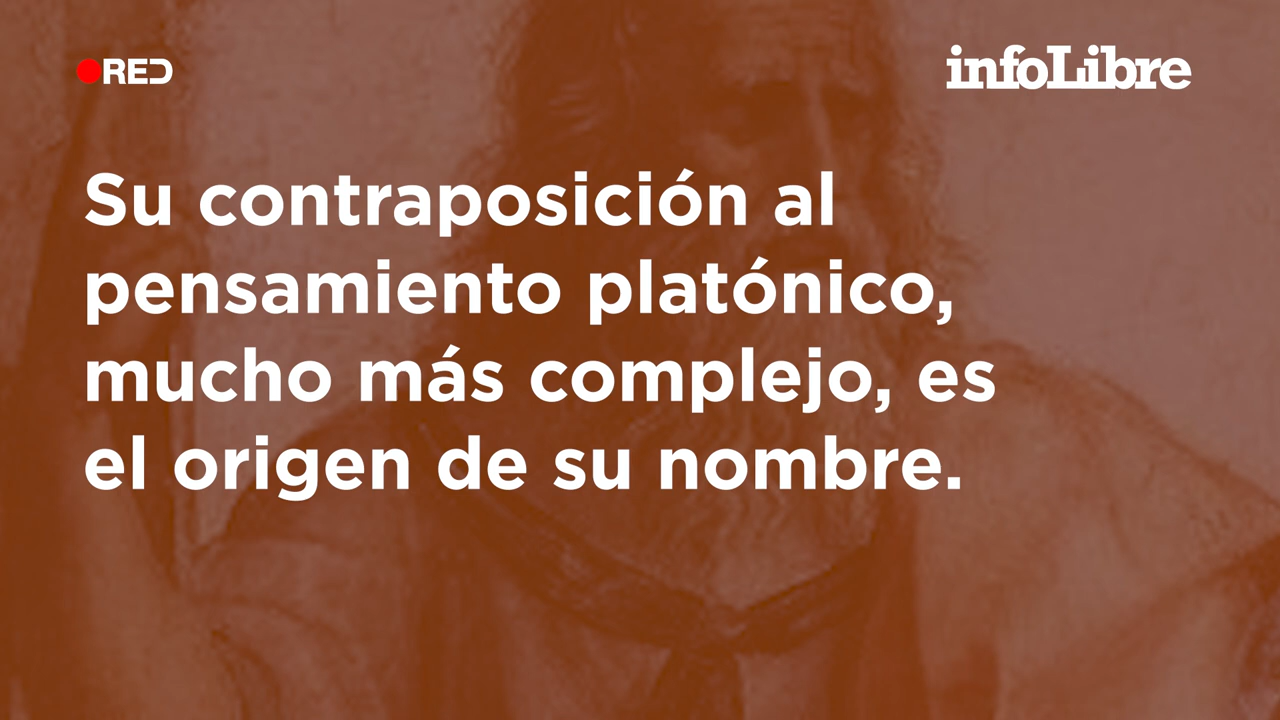 RED
infoLibre
Su contraposición al
pensamiento platónico,
mucho más complejo, es
el origen de su nombre.